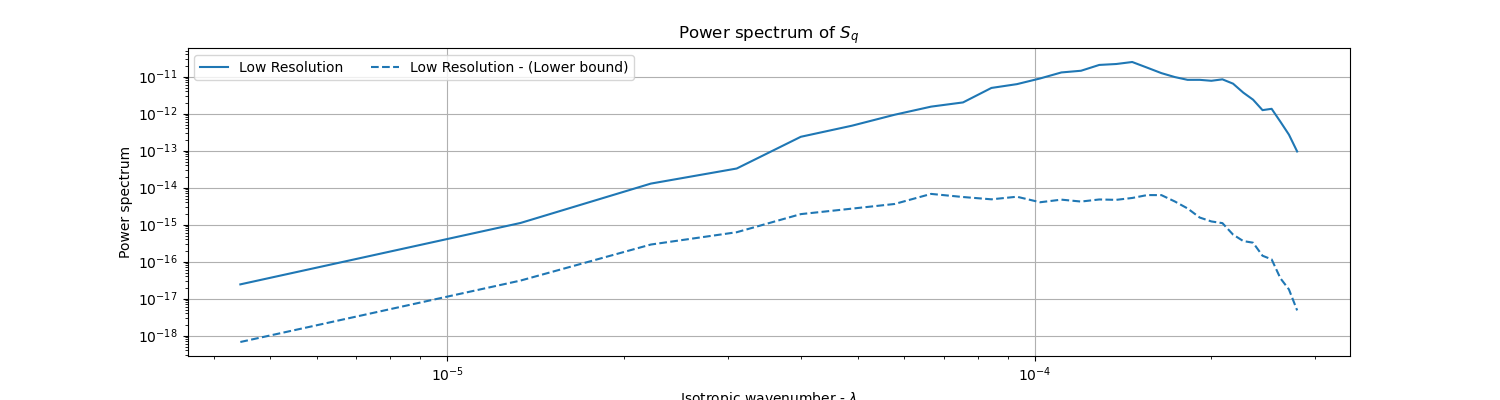 Power spectrum of $S_q$
Low Resolution
Low Resolution - (Lower bound)
Power spectrum
10^{-11}
10^{-12}
10^{-13}
10^{-14}
10^{-15}
10^{-16}
10^{-17}
10^{-18}
10^{-5}
10^{-4}
Isotropic wavenumber - λ